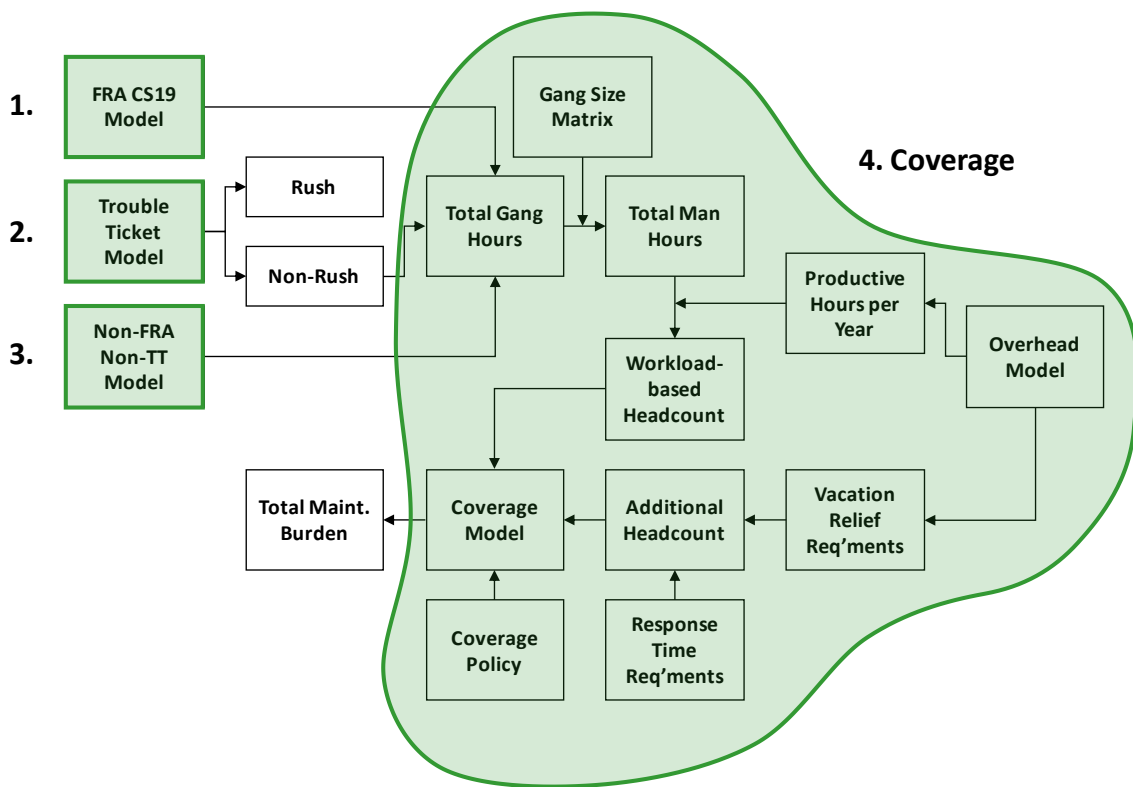 1.
FRA CS19
Model
Gang Size
Matrix
4. Coverage
Rush
2.
Trouble
Ticket
Model
Total Gang
Hours
Total Man
Hours
Non-Rush
Productive
Hours per
Year
3.
Non-FRA
Non-TT
Model
Overhead
Model
Workload-
based
Headcount
Total Maint.
Burden
Coverage
Model
Additional
Headcount
Vacation
Relief
Req’ments
Coverage
Policy
Response
Time
Req’ments